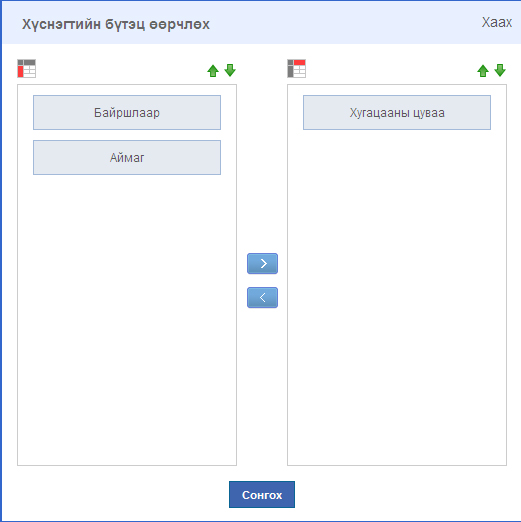 Хүснэгтийн бүтэц өөрчлөх
Хаах
Байршлаар
Аймаг
Хугацааны цуваа
Сонгох